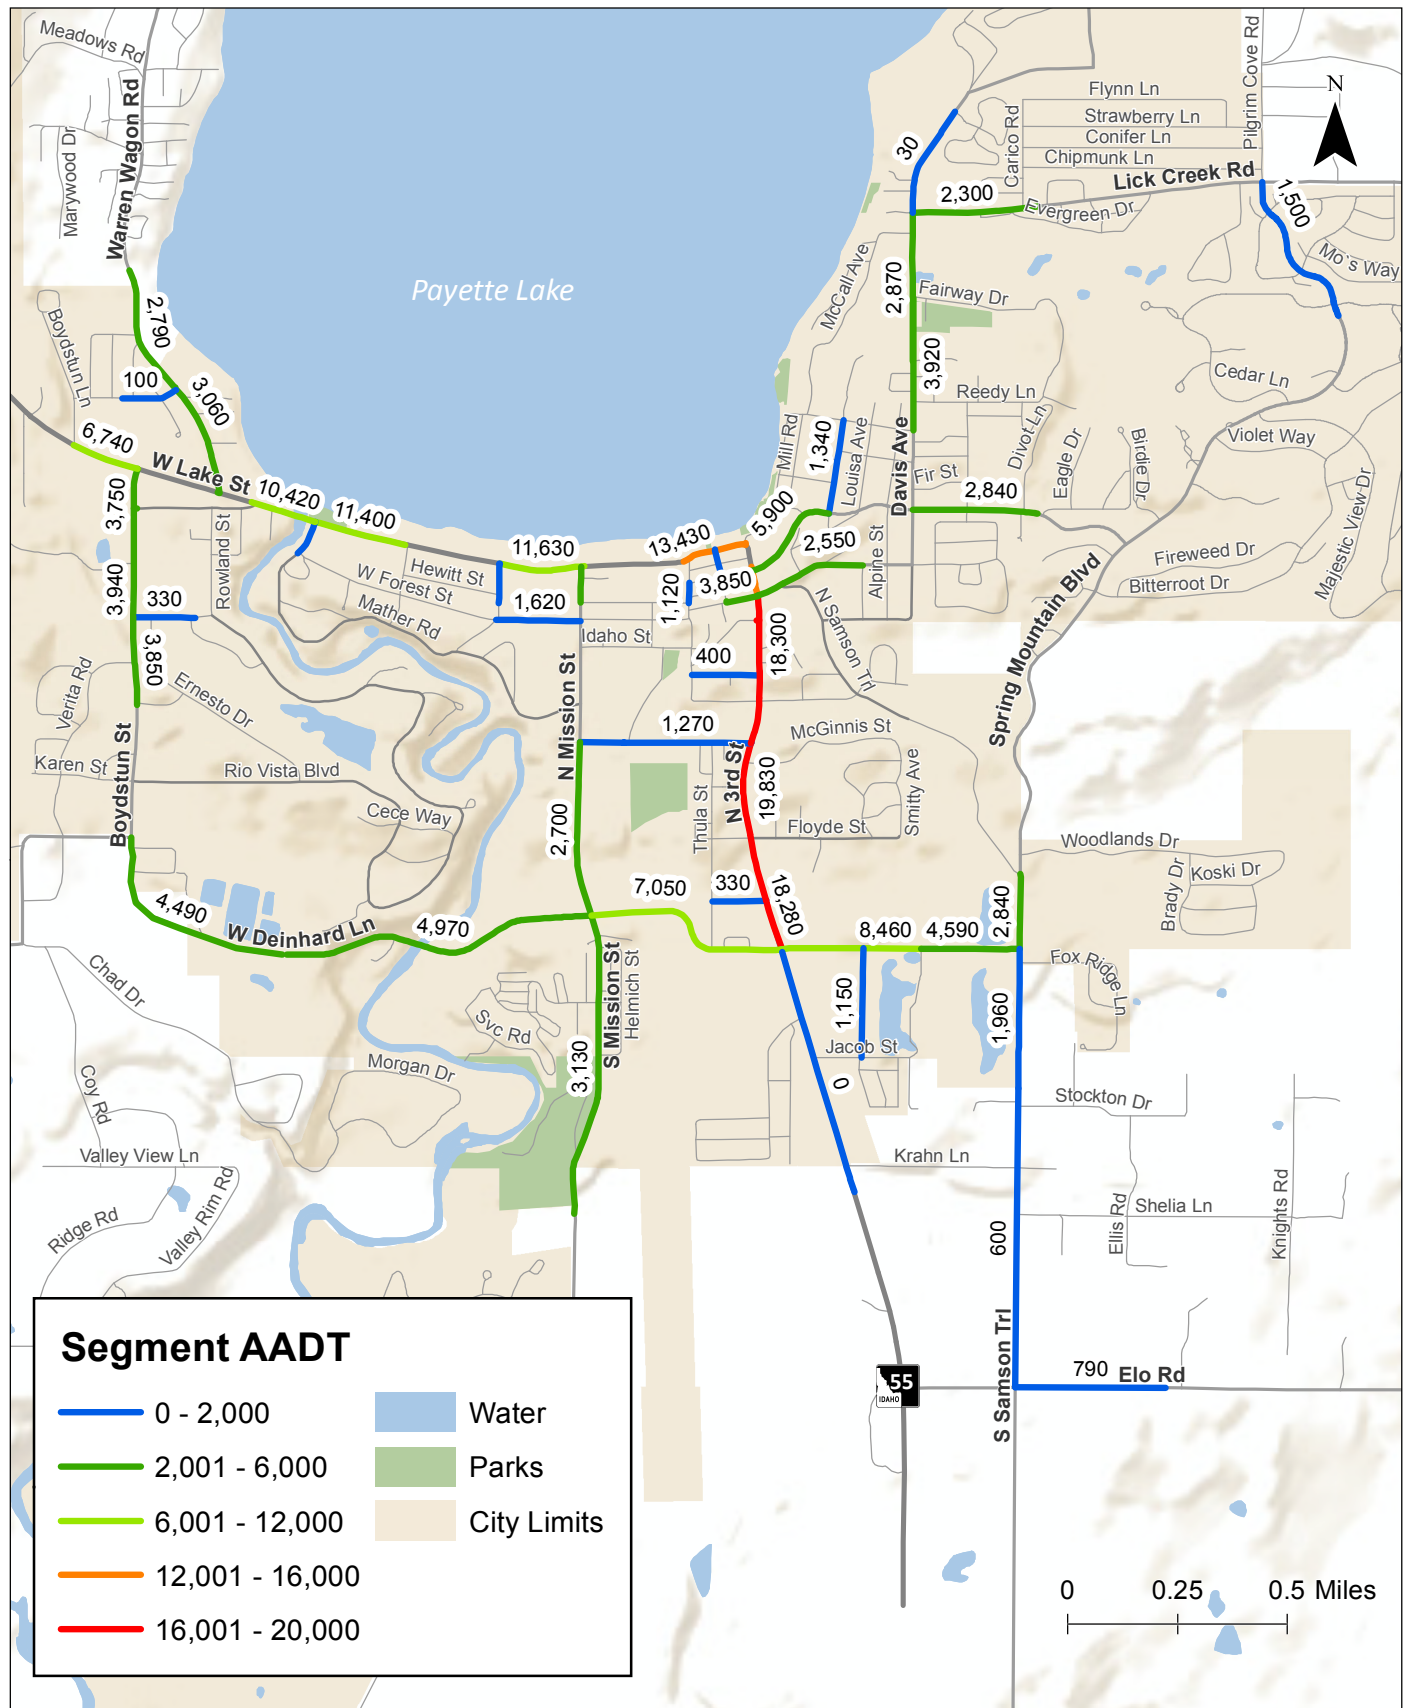 Meadows Rd
Marywood Dr
Warren Wagon Rd
Payette Lake
Flynn Ln
Strawberry Ln
Conifer Ln
Chipmunk Ln
Carico Rd
Pilgrim Cove Rd
N
Lick Creek Rd
Evergreen Dr
30
2,300
1,500
Mo's Way
2,870
Fairway Dr
McCall Ave
3,920
Reedy Ln
Cedar Ln
Violet Way
2,790
Boydstun Ln
100
3,060
6,740
W Lake St
10,420
11,400
3,750
Rowland St
Mill Rd
1,340
Louisa Ave
Davis Ave
Fir St
Divot Ln
Eagle Dr
Birdie Dr
2,840
Majestic View Dr
Fireweed Dr
Bitterroot Dr
5,900
2,550
Alpine St
13,430
11,630
Hewitt St
W Forest St
Mather Rd
1,620
1,120
3,850
3,940
330
3,850
Idaho St
400
18,300
N Samson Trl
Spring Mountain Blvd
Verita Rd
Ernesto Dr
Karen St
Boydstun St
Rio Vista Blvd
Cece Way
N Mission St
1,270
McGinnis St
N 3rd St
19,830
Thula St
Floyde St
Smitty Ave
2,700
Woodlands Dr
Koski Dr
Brady Dr
4,490
W Deinhard Ln
4,970
7,050
330
18,280
8,460
4,590
2,840
Fox Ridge Ln
Chad Dr
Svc Rd
S Mission St
Helmich St
1,150
Jacob St
1,960
0
Coy Rd
Morgan Dr
3,130
Stockton Dr
Valley View Ln
Krahn Ln
Ridge Rd
Valley Rim Rd
600
Ellis Rd
Shelia Ln
Knights Rd
S Samson Trl
790
Elo Rd
55
IDAHO
Segment AADT
0 - 2,000
2,001 - 6,000
6,001 - 12,000
12,001 - 16,000
16,001 - 20,000
Water
Parks
City Limits
0 0.25 0.5 Miles